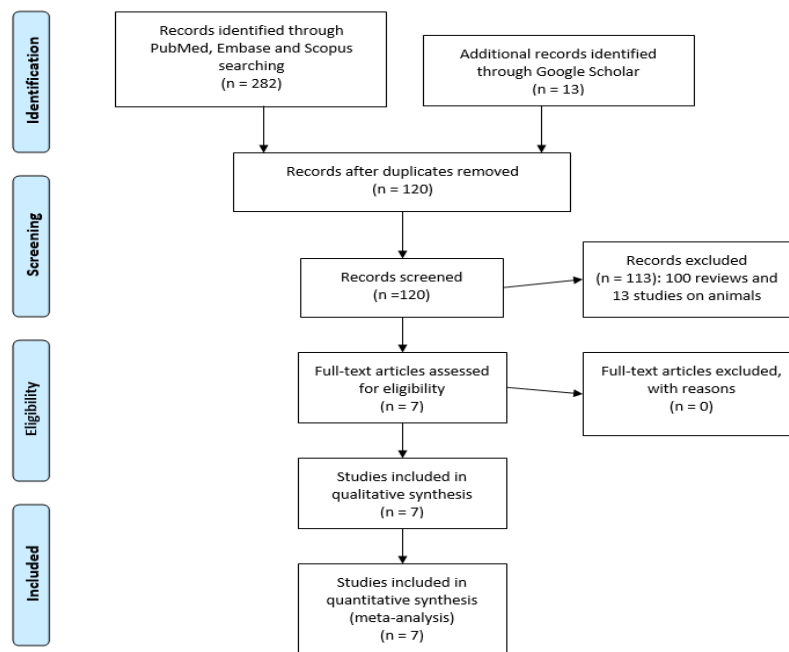 Identification
Records identified through
PubMed, Embase and Scopus
searching
(n = 282)
Additional records identified
through Google Scholar
(n = 13)
Records after duplicates removed
(n = 120)
Screening
Records screened
(n =120)
Records excluded
(n = 113): 100 reviews and
13 studies on animals
Eligibility
Full-text articles assessed
for eligibility
(n = 7)
Full-text articles excluded,
with reasons
(n = 0)
Studies included in
qualitative synthesis
(n = 7)
Included
Studies included in
quantitative synthesis
(meta-analysis)
(n = 7)